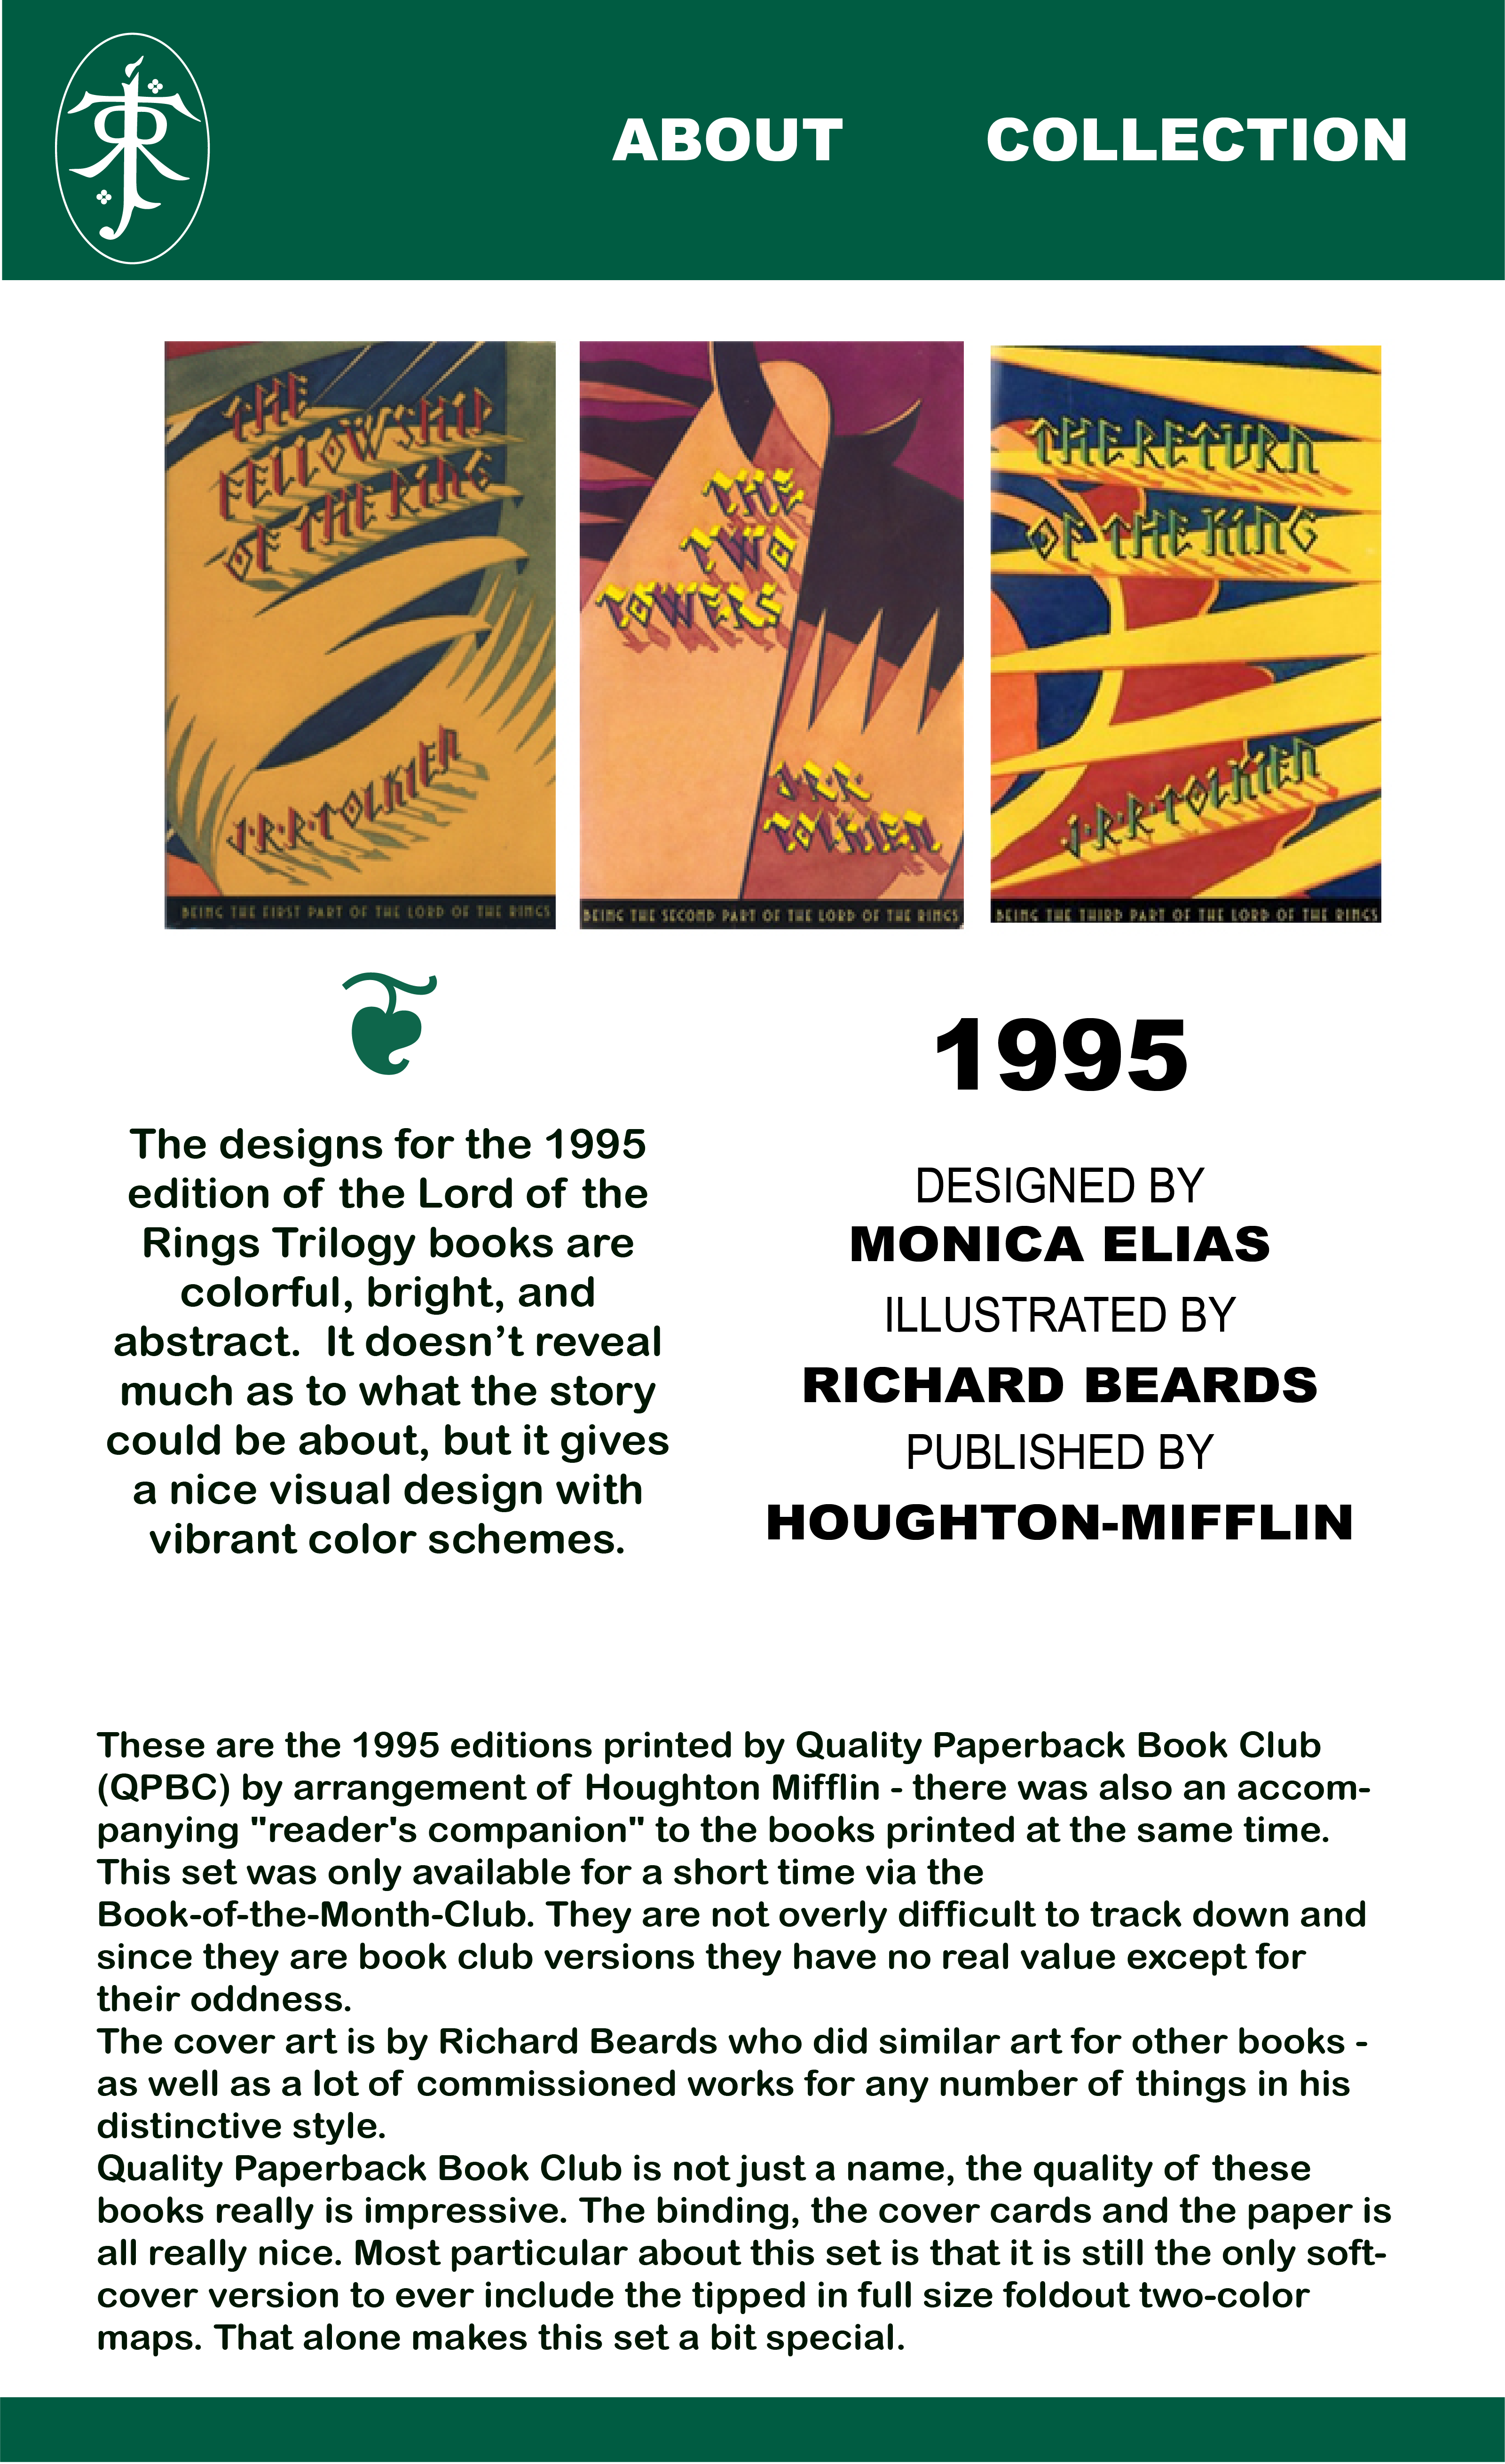 ABOUT COLLECTION
THE
FELLOWSHIP
OF THE RING
J·R·R·TOLKIEN
BEING THE FIRST PART OF THE LORD OF THE RINGS
THE
TWO
TOWERS
J·R·R·
TOLKIEN
BEING THE SECOND PART OF THE LORD OF THE RINGS
THE RETURN
OF THE KING
J·R·R·TOLKIEN
BEING THE THIRD PART OF THE LORD OF THE RINGS
The designs for the 1995
edition of the Lord of the
Rings Trilogy books are
colorful, bright, and
abstract.  It doesn’t reveal
much as to what the story
could be about, but it gives
a nice visual design with
vibrant color schemes.
1995
DESIGNED BY
MONICA ELIAS
ILLUSTRATED BY
RICHARD BEARDS
PUBLISHED BY
HOUGHTON-MIFFLIN
These are the 1995 editions printed by Quality Paperback Book Club
(QPBC) by arrangement of Houghton Mifflin - there was also an accom-
panying "reader's companion" to the books printed at the same time.
This set was only available for a short time via the
Book-of-the-Month-Club. They are not overly difficult to track down and
since they are book club versions they have no real value except for
their oddness.
The cover art is by Richard Beards who did similar art for other books -
as well as a lot of commissioned works for any number of things in his
distinctive style.
Quality Paperback Book Club is not just a name, the quality of these
books really is impressive. The binding, the cover cards and the paper is
all really nice. Most particular about this set is that it is still the only soft-
cover version to ever include the tipped in full size foldout two-color
maps. That alone makes this set a bit special.